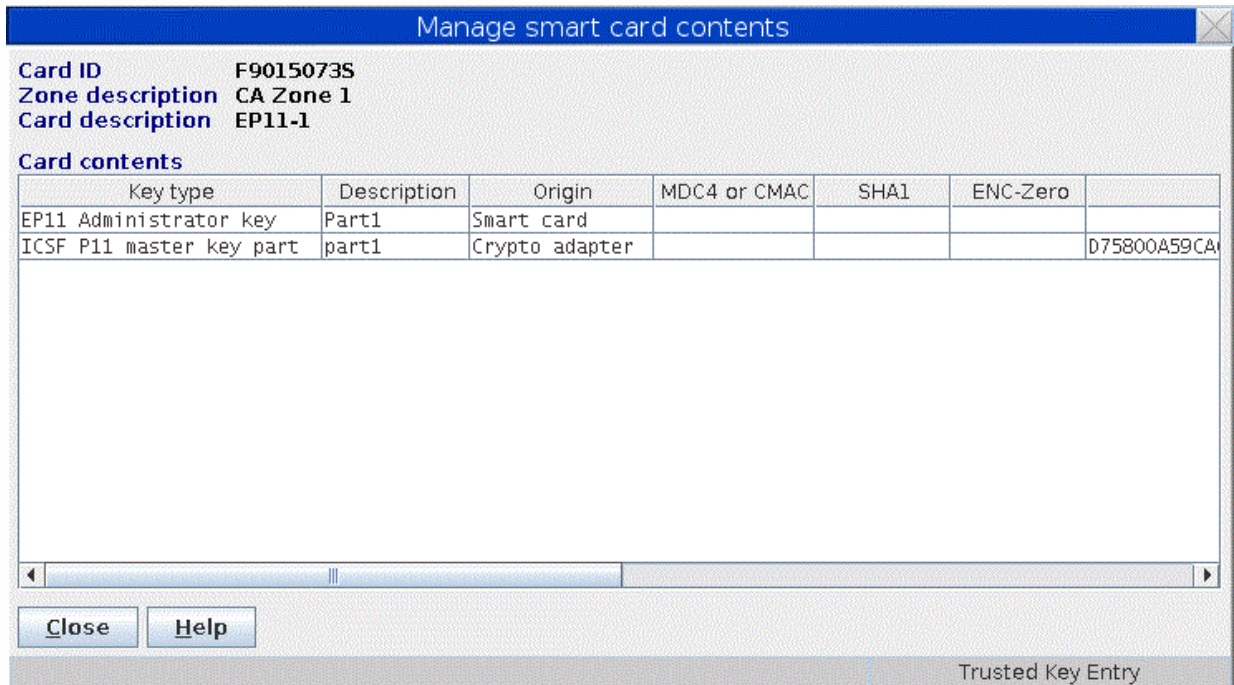 Manage smart card contents
Card ID F9015073S
Zone description CA Zone 1
Card description EP11-1
Card contents
Key type Description Origin MDC4 or CMAC SHA1 ENC-Zero
EP11 Administrator key Part1 Smart card
ICSF P11 master key part part1 Crypto adapter D75800A59CA
Close Help
Trusted Key Entry